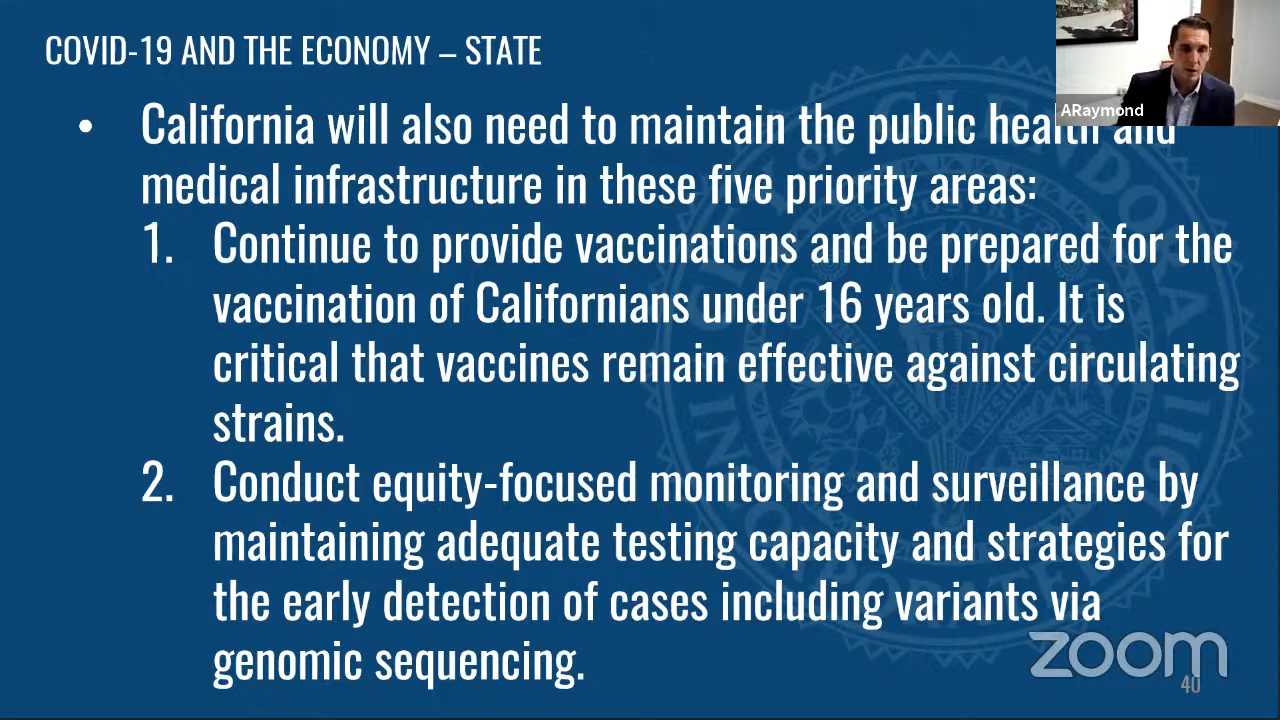 COVID-19 AND THE ECONOMY – STATE
ARaymond
• California will also need to maintain the public health and
medical infrastructure in these five priority areas:
1. Continue to provide vaccinations and be prepared for the
vaccination of Californians under 16 years old. It is
critical that vaccines remain effective against circulating
strains.
2. Conduct equity-focused monitoring and surveillance by
maintaining adequate testing capacity and strategies for
the early detection of cases including variants via
genomic sequencing.
zoom
40